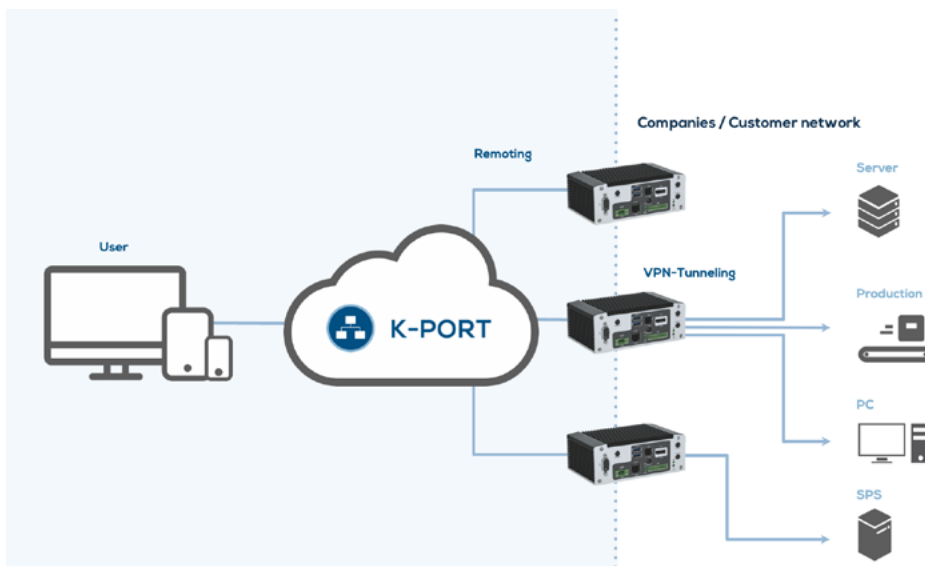 Companies / Customer network
Remoting
Server
User
VPN-Tunneling
Production
K-PORT
PC
SPS